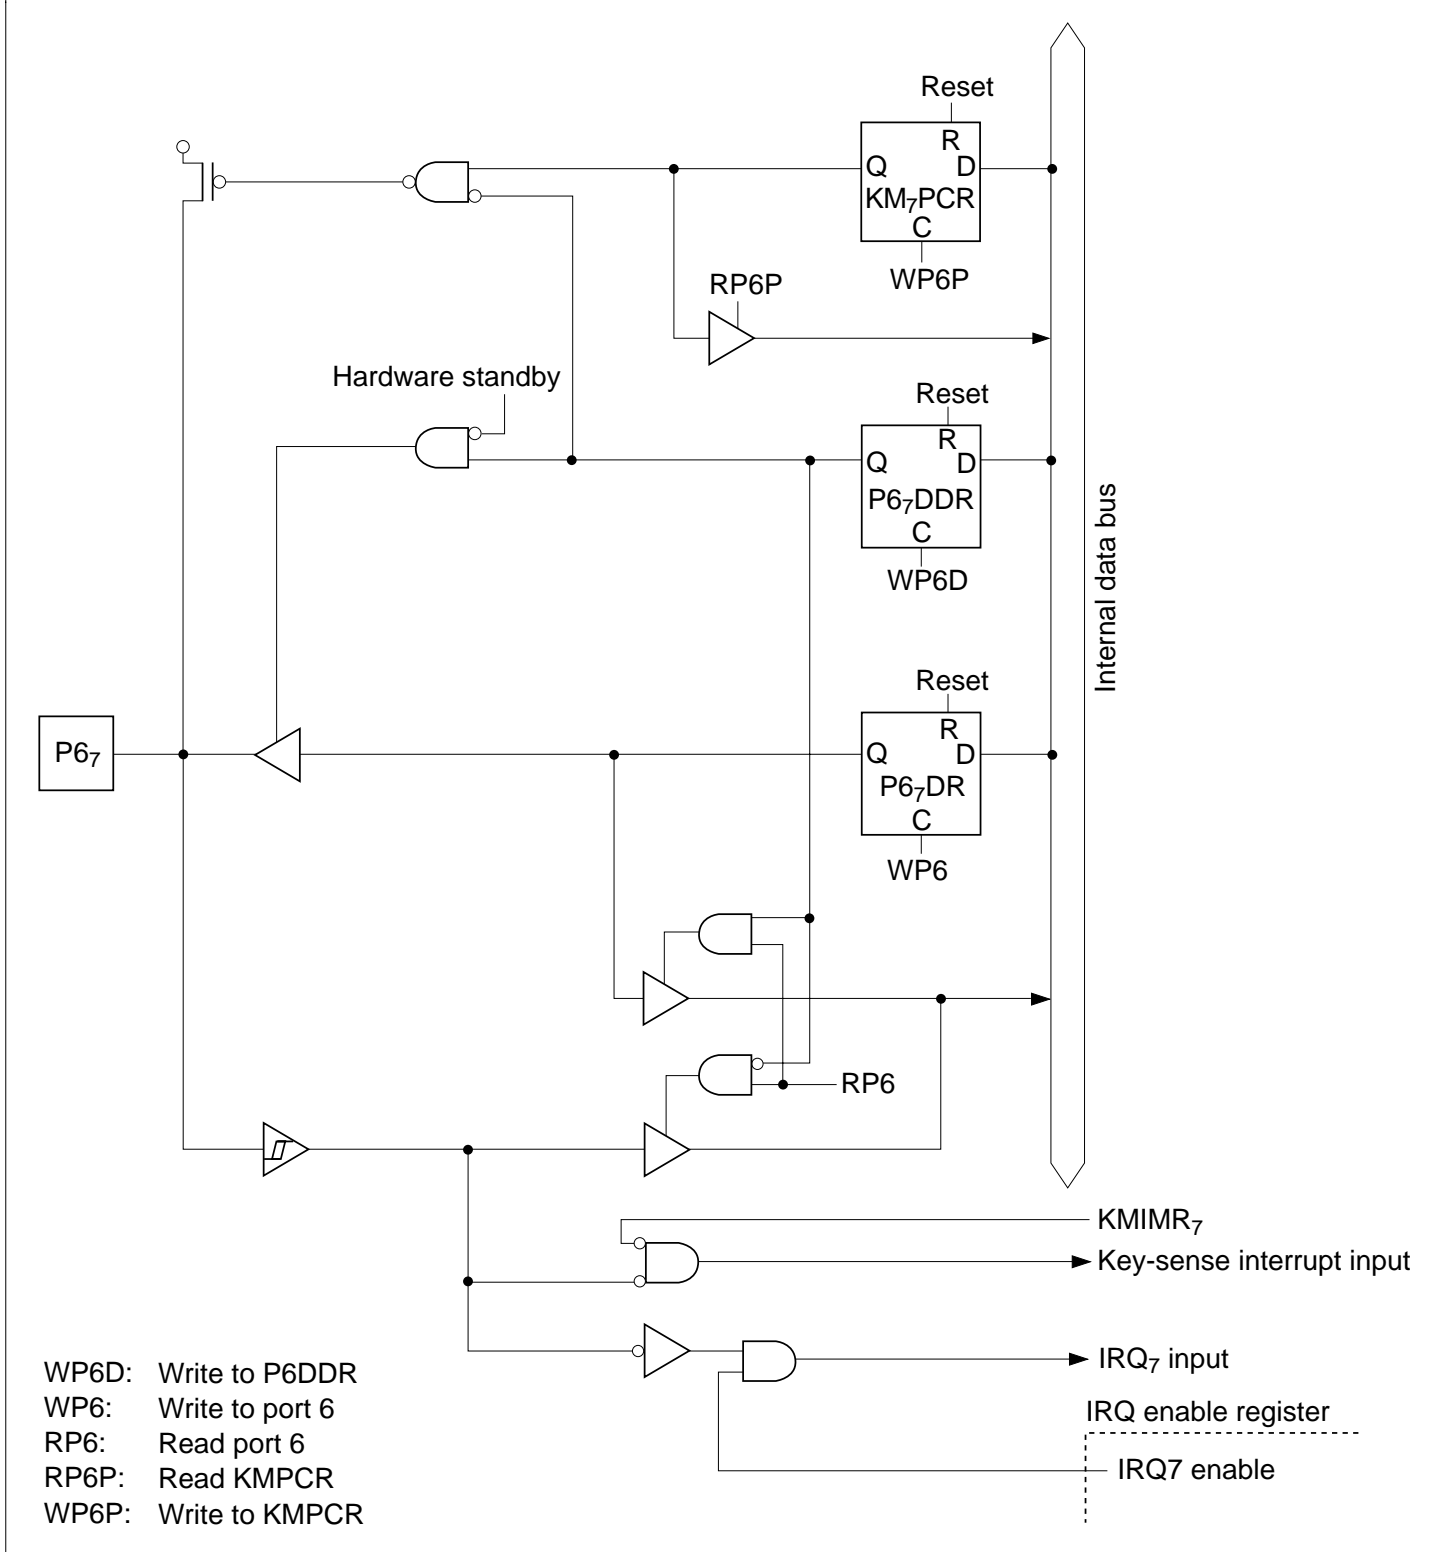 Reset
R
Q D
KM₇PCR
C
WP6P
RP6P
Hardware standby
Reset
R
Q D
P6₇DDR
C
WP6D
Internal data bus
Reset
R
Q D
P6₇DR
C
WP6
P6₇
RP6
KMIMR₇
Key-sense interrupt input
IRQ₇ input
IRQ enable register
IRQ7 enable
WP6D: Write to P6DDR
WP6: Write to port 6
RP6: Read port 6
RP6P: Read KMPCR
WP6P: Write to KMPCR